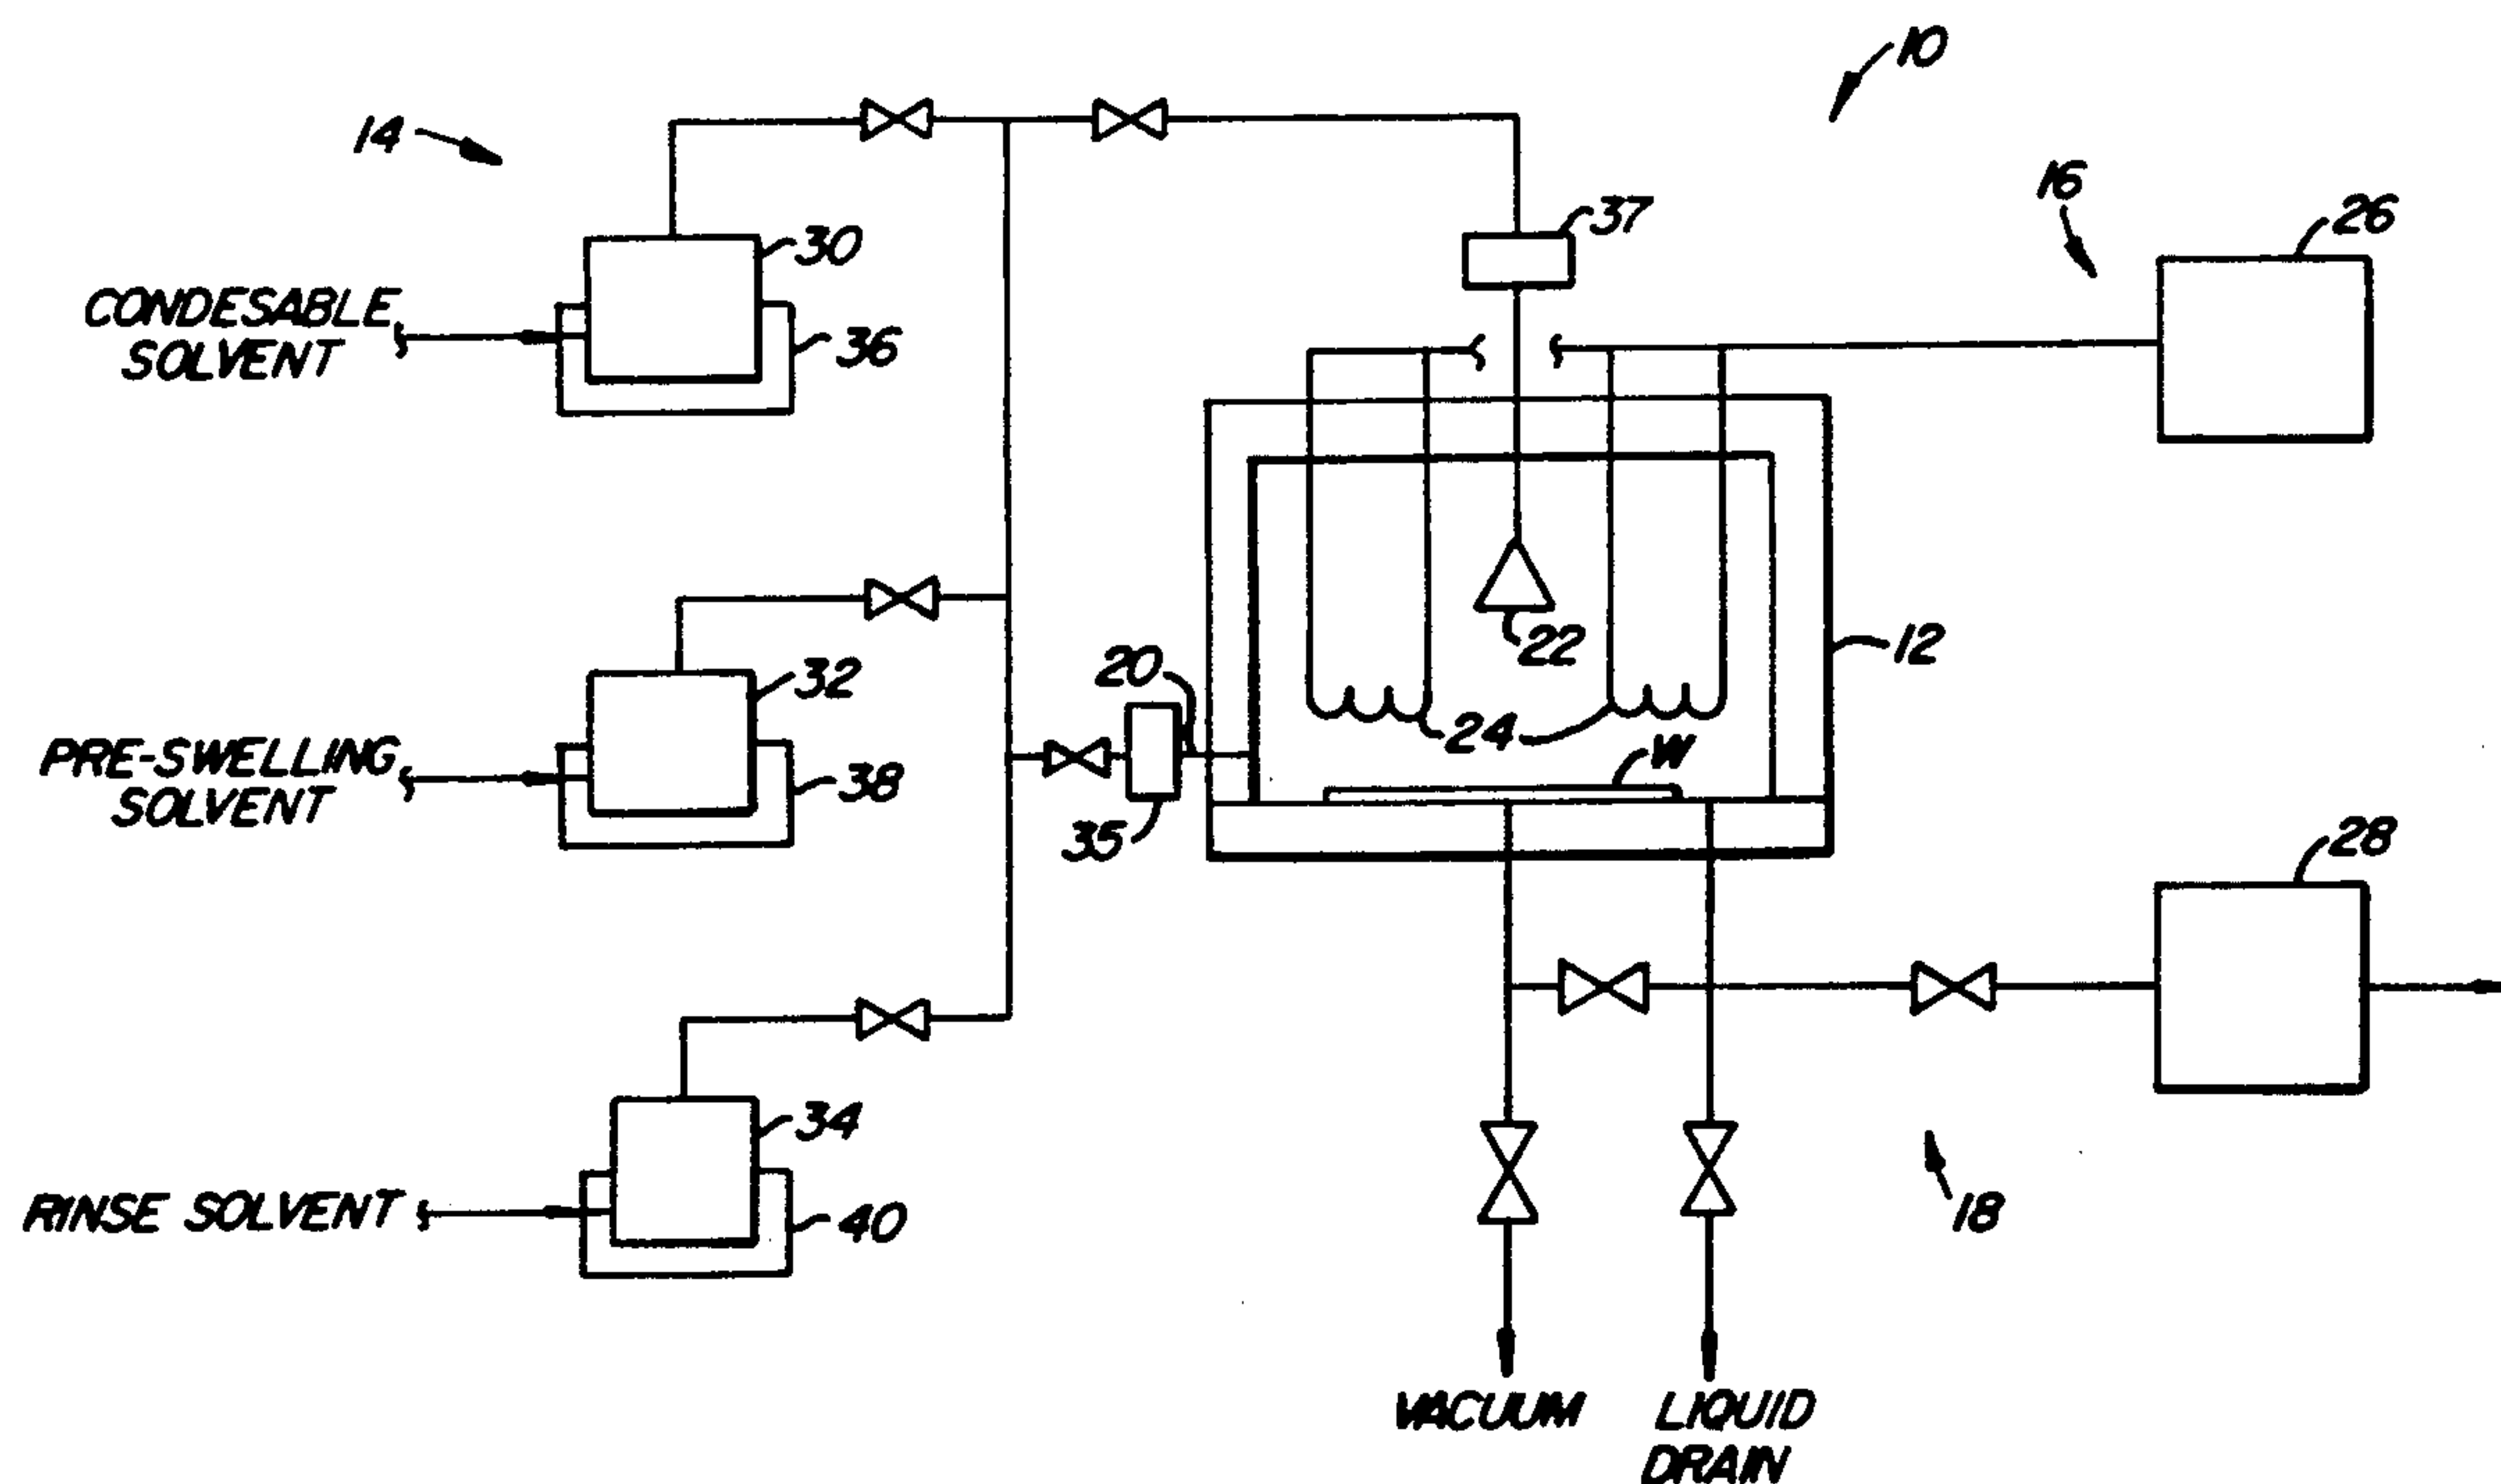 10
14
16
37
26
30
CONDESABLE
SOLVENT
36
22
12
20
32
24
W
PRE-SWELLING
SOLVENT
38
35
28
34
RINSE SOLVENT
40
18
VACUUM
LIQUID
DRAIN